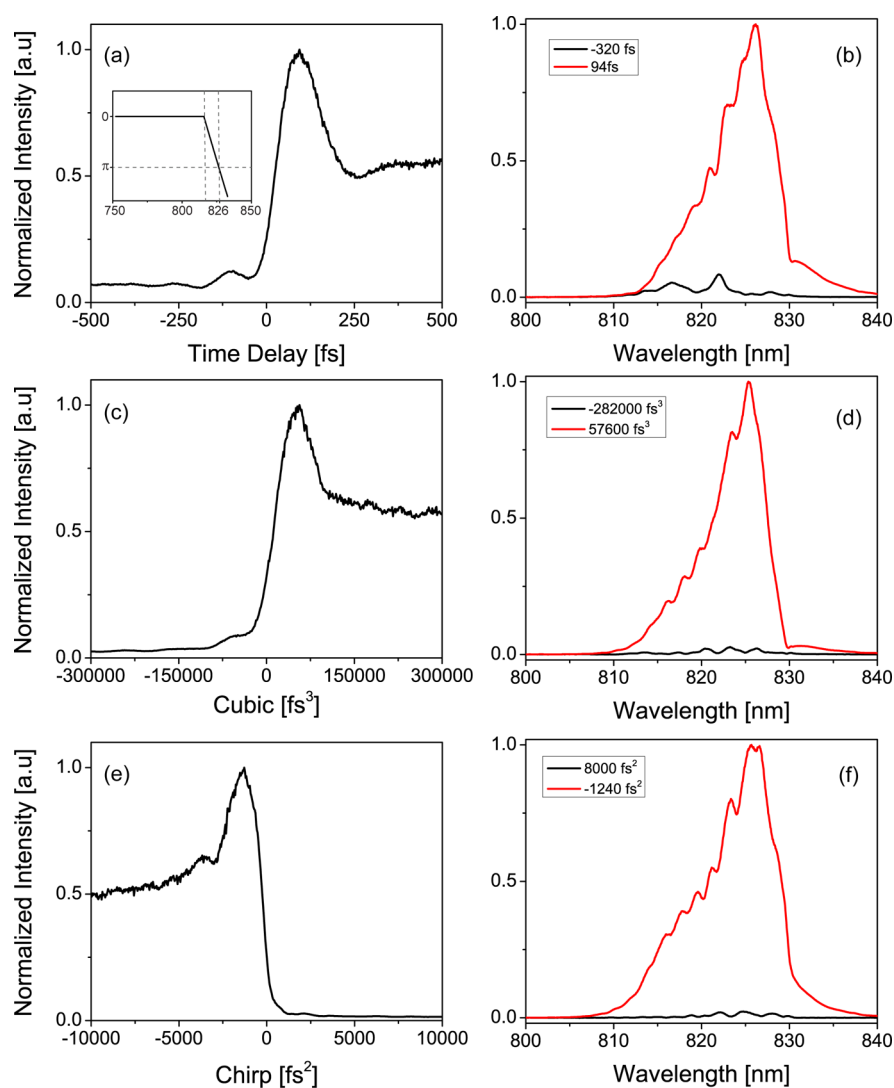 (a)
Normalized Intensity [a.u]
1.0
0.5
0.0
0
π
750
800
826
850
-500
-250
0
250
500
Time Delay [fs]
(b)
-320 fs
94fs
1.0
0.5
0.0
800
810
820
830
840
Wavelength [nm]
(c)
Normalized Intensity [a.u]
1.0
0.5
0.0
-300000
-150000
0
150000
300000
Cubic [fs³]
(d)
-282000 fs³
57600 fs³
1.0
0.5
0.0
800
810
820
830
840
Wavelength [nm]
(e)
Normalized Intensity [a.u]
1.0
0.5
0.0
-10000
-5000
0
5000
10000
Chirp [fs²]
(f)
8000 fs²
-1240 fs²
1.0
0.5
0.0
800
810
820
830
840
Wavelength [nm]